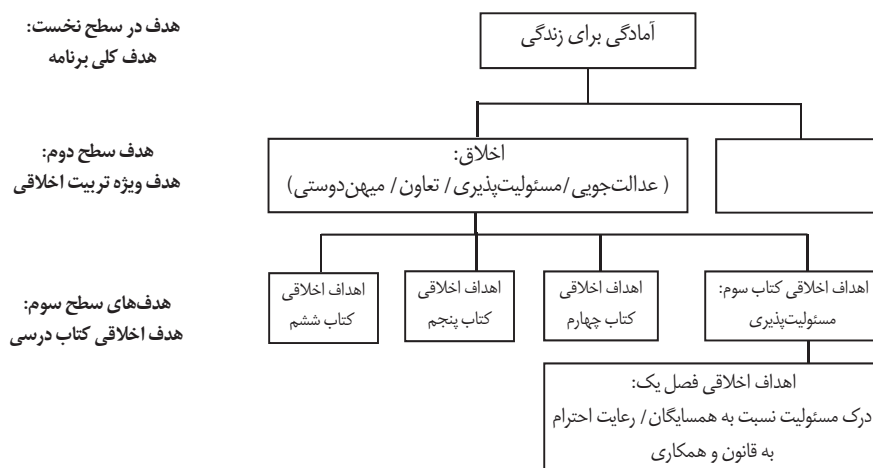 هدف در سطح نخست:
هدف کلی برنامه
آمادگی برای زندگی
هدف سطح دوم:
هدف ویژه تربیت اخلاقی
اخلاق:
( عدالت‌جویی/مسئولیت‌پذیری/ تعاون/ میهن‌دوستی)
هدف‌های سطح سوم:
هدف اخلاقی کتاب درسی
اهداف اخلاقی کتاب سوم:
مسئولیت‌پذیری
اهداف اخلاقی
کتاب چهارم
اهداف اخلاقی
کتاب پنجم
اهداف اخلاقی
کتاب ششم
اهداف اخلاقی فصل یک:
درک مسئولیت نسبت به همسایگان/ رعایت احترام
به قانون و همکاری